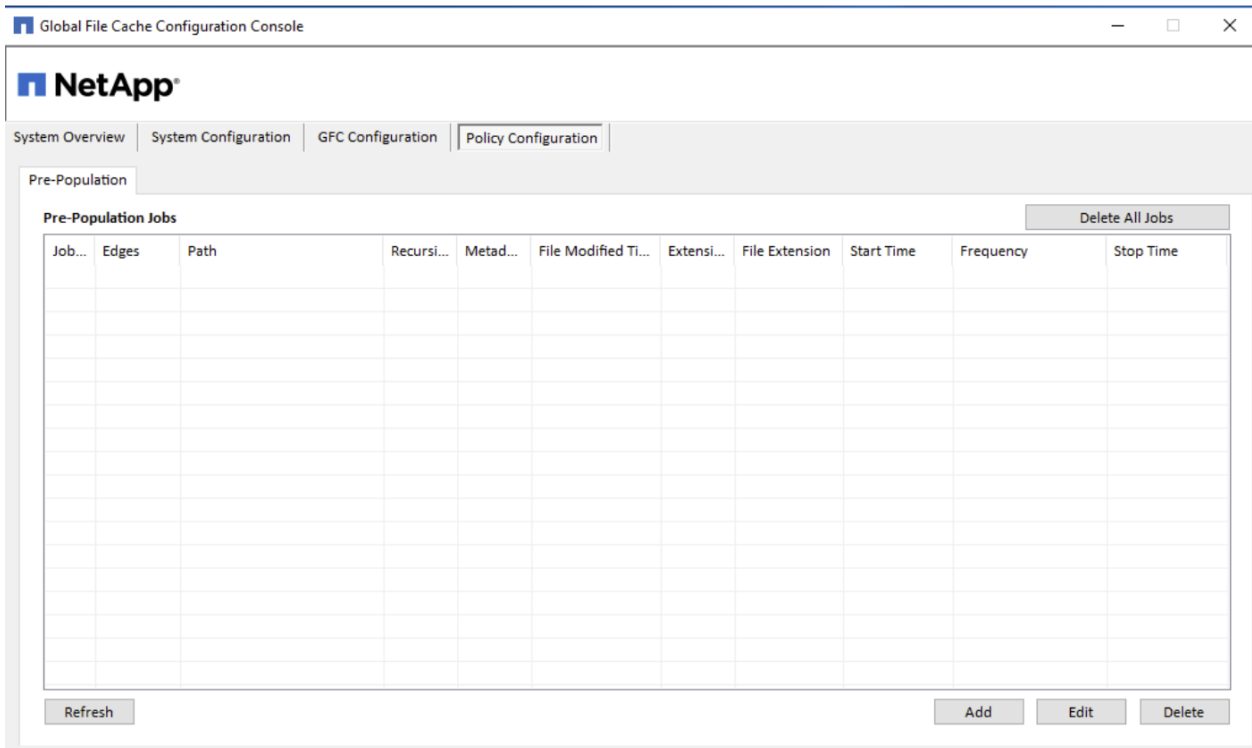 Global File Cache Configuration Console
NetApp®
System Overview System Configuration GFC Configuration Policy Configuration
Pre-Population
Pre-Population Jobs Delete All Jobs
Job... Edges Path Recursi... Metad... File Modified Ti... Extensi... File Extension Start Time Frequency Stop Time
Refresh Add Edit Delete